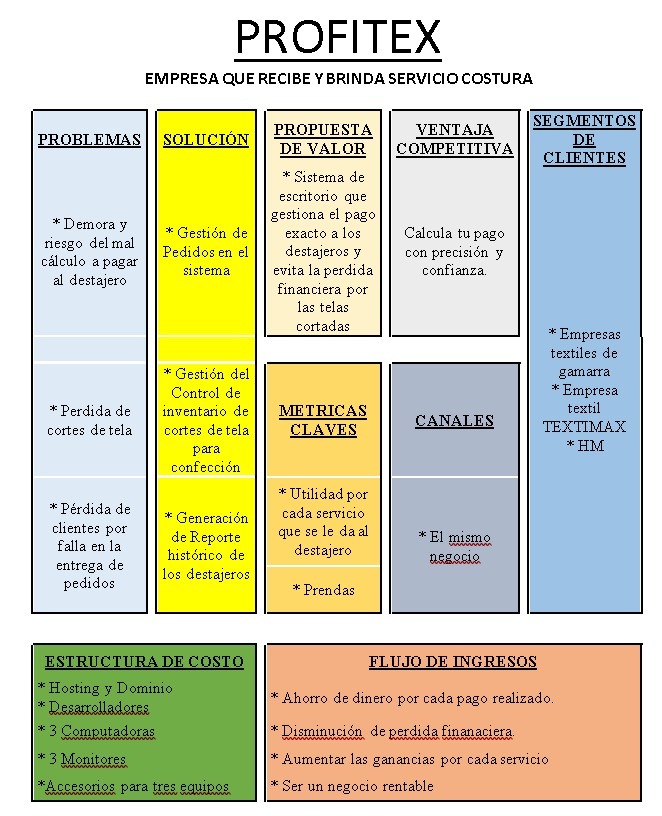 PROFITEX
EMPRESA QUE RECIBE Y BRINDA SERVICIO COSTURA
PROBLEMAS
* Demora y
riesgo del mal
cálculo a pagar
al destajero
* Perdida de
cortes de tela
* Pérdida de
clientes por
falla en la
entrega de
pedidos
SOLUCIÓN
* Gestión de
Pedidos en el
sistema
* Gestión del
Control de
inventario de
cortes de tela
para
confección
* Generación
de Reporte
histórico de
los destajeros
PROPUESTA
DE VALOR
* Sistema de
escritorio que
gestiona el pago
exacto a los
destajeros y
evita la perdida
financiera por
las telas
cortadas
METRICAS
CLAVES
* Utilidad por
cada servicio
que se le da al
destajero
* Prendas
VENTAJA
COMPETITIVA
Calcula tu pago
con precisión y
confianza.
CANALES
* El mismo
negocio
SEGMENTOS
DE
CLIENTES
* Empresas
textiles de
gamarra
* Empresa
textil
TEXTIMAX
* HM
ESTRUCTURA DE COSTO
* Hosting y Dominio
* Desarrolladores
* 3 Computadoras
* 3 Monitores
*Accesorios para tres equipos
FLUJO DE INGRESOS
* Ahorro de dinero por cada pago realizado.
* Disminución de perdida finanaciera.
* Aumentar las ganancias por cada servicio
* Ser un negocio rentable